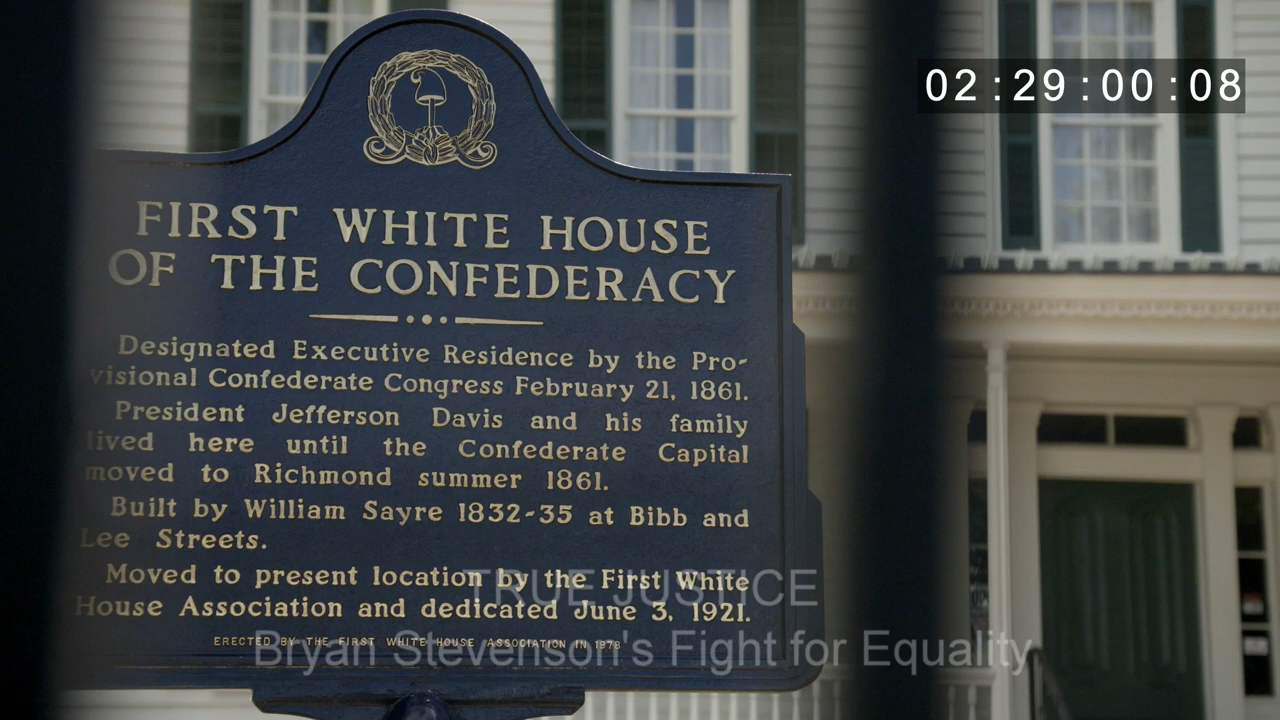 02:29:00:08
FIRST WHITE HOUSE
OF THE CONFEDERACY
Designated Executive Residence by the Pro-
visional Confederate Congress February 21, 1861.
President Jefferson Davis and his family
lived here until the Confederate Capital
moved to Richmond summer 1861.
Built by William Sayre 1832-35 at Bibb and
Lee Streets.
Moved to present location by the First White
House Association and dedicated June 3, 1921.
ERECTED BY THE FIRST WHITE HOUSE ASSOCIATION IN 1978
TRUE JUSTICE
Bryan Stevenson's Fight for Equality